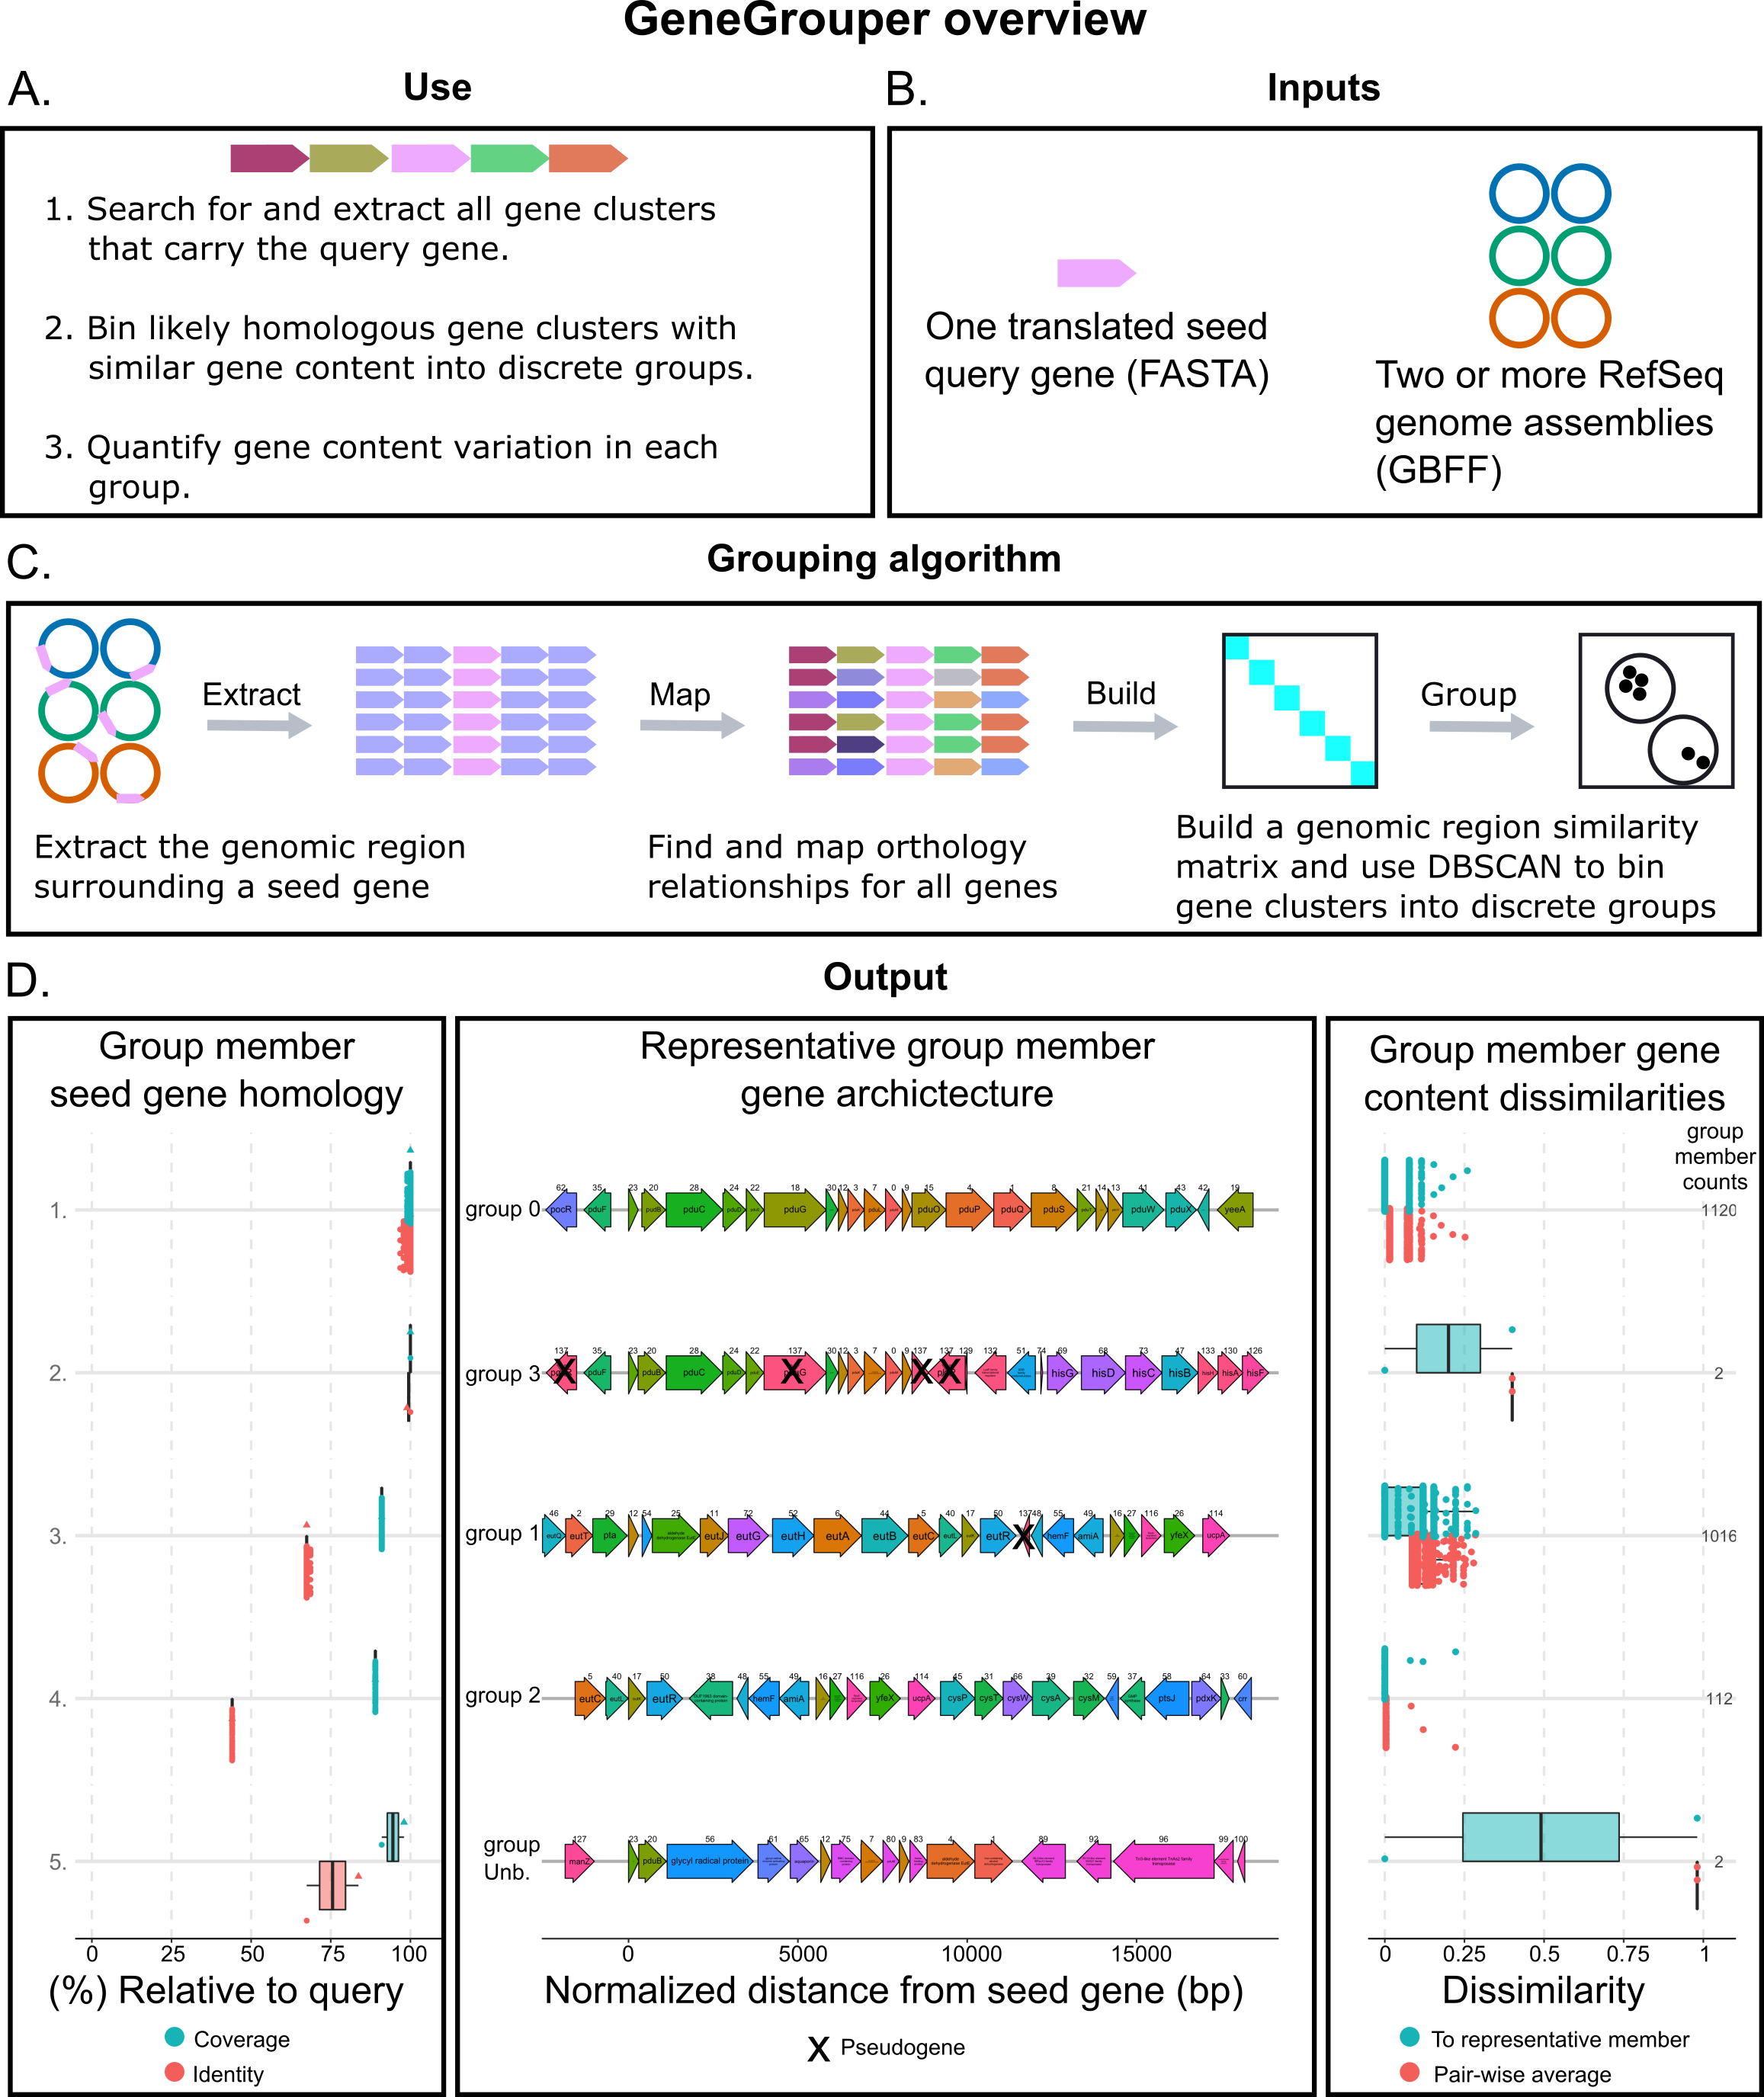 GeneGrouper overview
A.
Use
1. Search for and extract all gene clusters
that carry the query gene.
2. Bin likely homologous gene clusters with
similar gene content into discrete groups.
3. Quantify gene content variation in each
group.
B.
Inputs
One translated seed
query gene (FASTA)
Two or more RefSeq
genome assemblies
(GBFF)
C.
Grouping algorithm
Extract
Map
Build
Group
Extract the genomic region
surrounding a seed gene
Find and map orthology
relationships for all genes
Build a genomic region similarity
matrix and use DBSCAN to bin
gene clusters into discrete groups
D.
Output
Group member
seed gene homology
1.
2.
3.
4.
5.
0 25 50 75 100
(%) Relative to query
Coverage
Identity
Representative group member
gene archictecture
62 35 23 20 28 24 22 18 30 12 3 7 0 9 15 4 1 8 21 14 13 41 43 42 19
group 0 pocR pduF pduB pduC pduD pduG pduO pduP pduQ pduS pduW pduX yeeA
137 35 23 20 28 24 22 137 30 12 3 7 0 9 137 137 129 132 51 74 69 68 73 47 133 130 126
group 3 pduF pduB pduC pduD hisG hisD hisC hisB hisH hisA hisF
46 2 29 12 54 25 11 72 52 6 44 5 40 17 50 137 48 55 49 16 27 116 26 114
group 1 eutQ eutT pta eutJ eutG eutH eutA eutB eutC eutL eutR hemF amiA yfeX ucpA
5 40 17 50 38 48 55 49 16 27 116 26 114 45 31 66 39 32 59 37 58 64 33 60
group 2 eutC eutL eutR hemF amiA yfeX ucpA cysP cysT cysW cysA cysM ptsJ pdxK crr
127 23 20 56 61 65 12 75 7 80 9 83 4 1 89 92 96 99 100
group
Unb.
manZ pduB glycyl radical protein
0 5000 10000 15000
Normalized distance from seed gene (bp)
X Pseudogene
Group member gene
content dissimilarities
group
member
counts
1120
2
1016
112
2
0 0.25 0.5 0.75 1
Dissimilarity
To representative member
Pair-wise average